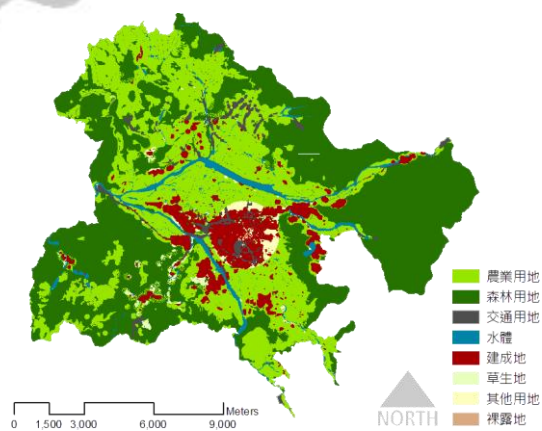 農業用地
森林用地
交通用地
水體
建成地
草生地
其他用地
裸露地
NORTH
Meters
0 1,500 3,000 6,000 9,000